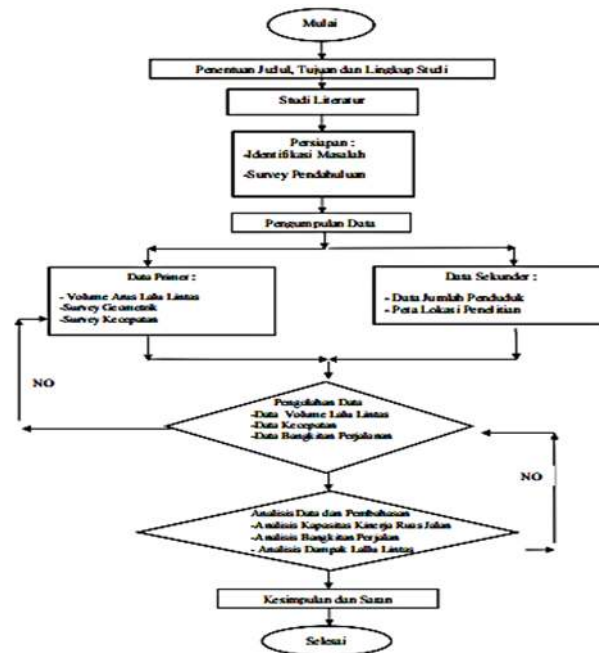 Mulai
Penentuan Judul, Tujuan dan Lingkup Studi
Studi Literatur
Persiapan :
-Identifikasi Masalah
-Survey Pendahuluan
Pengumpulan Data
Data Primer :
- Volume Arus Lalu Lintas
-Survey Geometrik
-Survey Kecepatan
Data Sekunder :
- Data Jumlah Penduduk
- Peta Lokasi Penelitian
NO
Pengolahan Data
-Data Volume Lalu Lintas
-Data Kecepatan
-Data Bangkitan Perjalanan
NO
Analisis Data dan Pembahasan
-Analisis Kapasitas Kinerja Ruas Jalan
-Analisis Bangkitan Perjalan
- Analisis Dampak Lallu Lintas
Kesimpulan dan Saran
Selesai